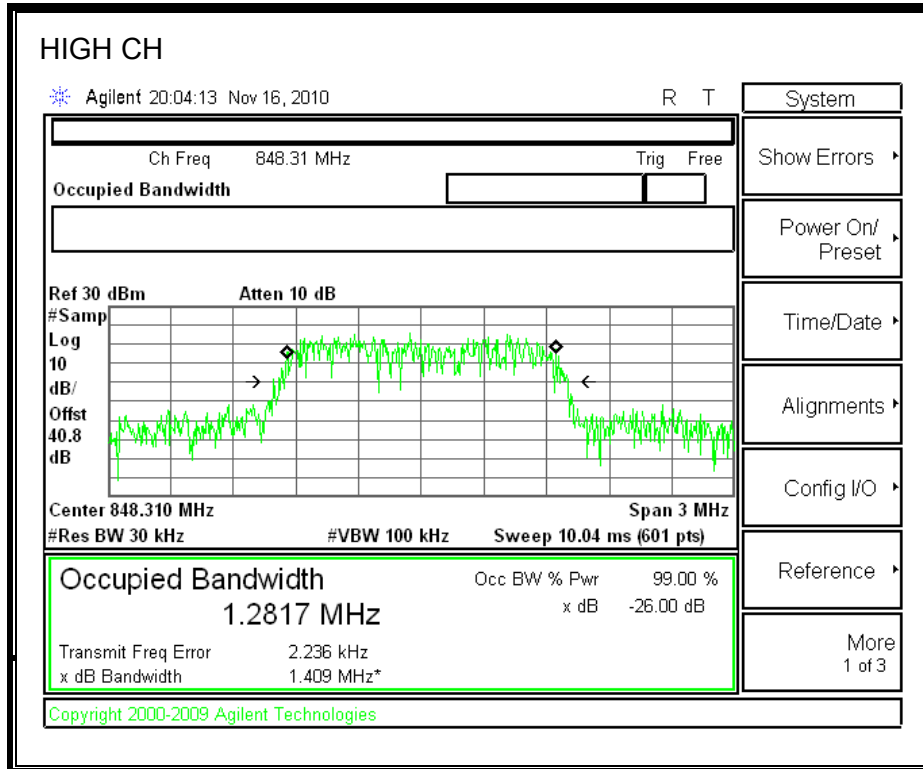 HIGH CH
Agilent 20:04:13 Nov 16, 2010 R T
System
Ch Freq 848.31 MHz Trig Free
Occupied Bandwidth
Show Errors
Power On/
Preset
Time/Date
Alignments
Config I/O
Reference
More
1 of 3
Ref 30 dBm Atten 10 dB
#Samp
Log
10
dB/
Offst
40.8
dB
Center 848.310 MHz Span 3 MHz
#Res BW 30 kHz #VBW 100 kHz Sweep 10.04 ms (601 pts)
Occupied Bandwidth Occ BW % Pwr 99.00 %
1.2817 MHz x dB -26.00 dB
Transmit Freq Error 2.236 kHz
x dB Bandwidth 1.409 MHz*
Copyright 2000-2009 Agilent Technologies